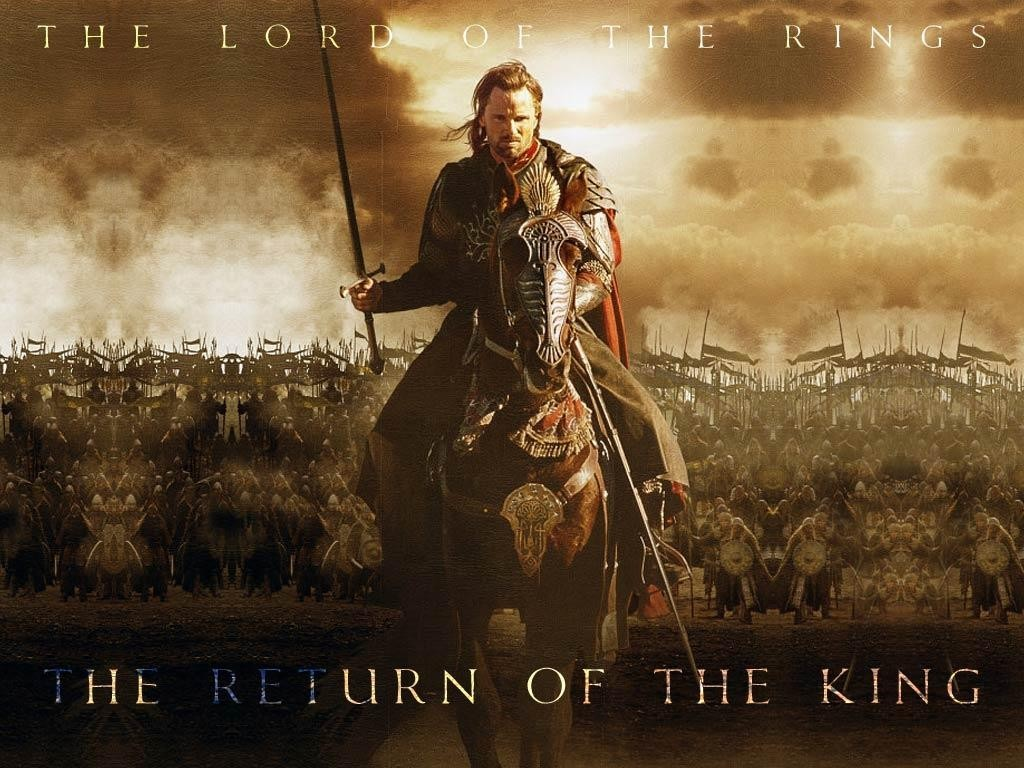 THE LORD OF THE RINGS
THE RETURN OF THE KING